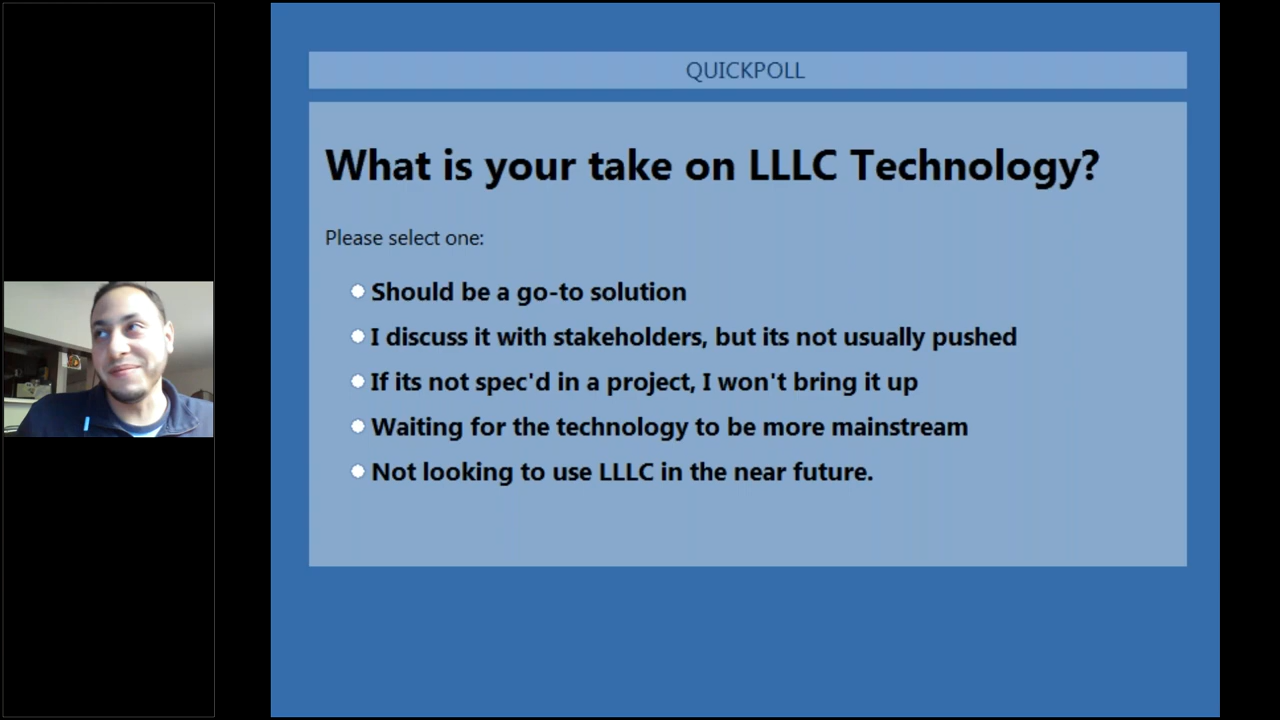 QUICKPOLL
What is your take on LLLC Technology?
Please select one:
Should be a go-to solution
I discuss it with stakeholders, but its not usually pushed
If its not spec'd in a project, I won't bring it up
Waiting for the technology to be more mainstream
Not looking to use LLLC in the near future.